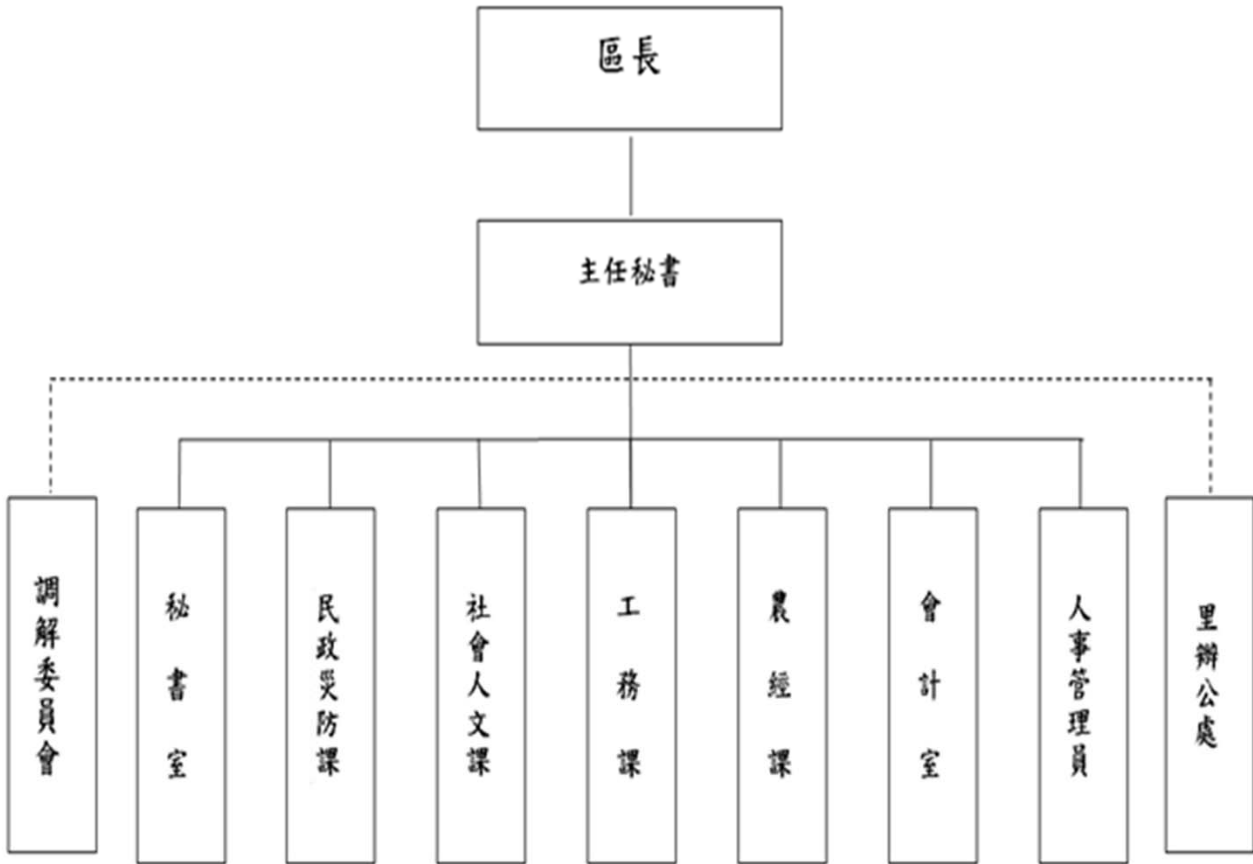 區長
主任秘書
調解委員會
秘書室
民政災防課
社會人文課
工務課
農經課
會計室
人事管理員
里辦公處